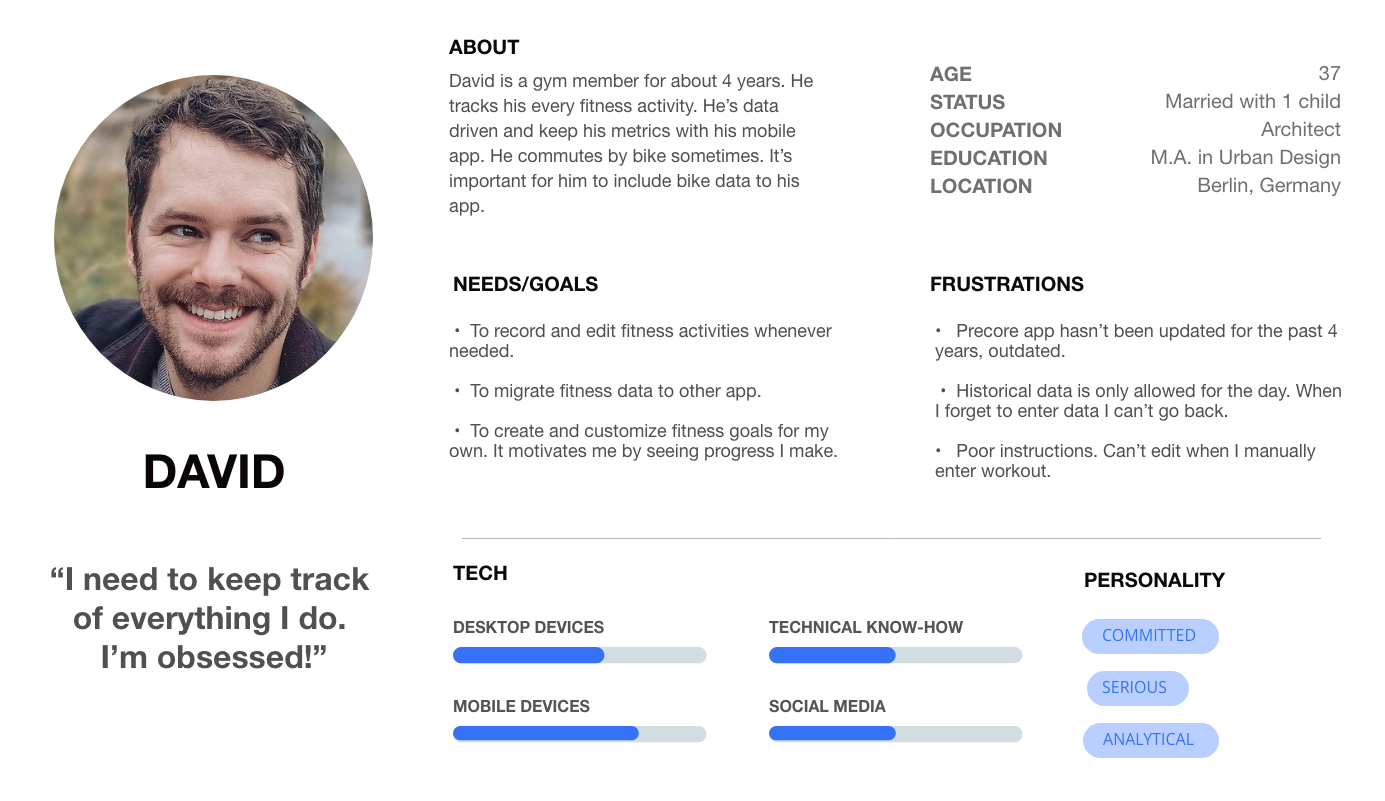 DAVID
“I need to keep track
of everything I do.
I’m obsessed!”
ABOUT
David is a gym member for about 4 years. He
tracks his every fitness activity. He’s data
driven and keep his metrics with his mobile
app. He commutes by bike sometimes. It’s
important for him to include bike data to his
app.
AGE 37
STATUS Married with 1 child
OCCUPATION Architect
EDUCATION M.A. in Urban Design
LOCATION Berlin, Germany
NEEDS/GOALS
• To record and edit fitness activities whenever
needed.
• To migrate fitness data to other app.
• To create and customize fitness goals for my
own. It motivates me by seeing progress I make.
FRUSTRATIONS
• Precore app hasn’t been updated for the past 4
years, outdated.
• Historical data is only allowed for the day. When
I forget to enter data I can’t go back.
• Poor instructions. Can’t edit when I manually
enter workout.
TECH
DESKTOP DEVICES
MOBILE DEVICES
TECHNICAL KNOW-HOW
SOCIAL MEDIA
PERSONALITY
COMMITTED
SERIOUS
ANALYTICAL